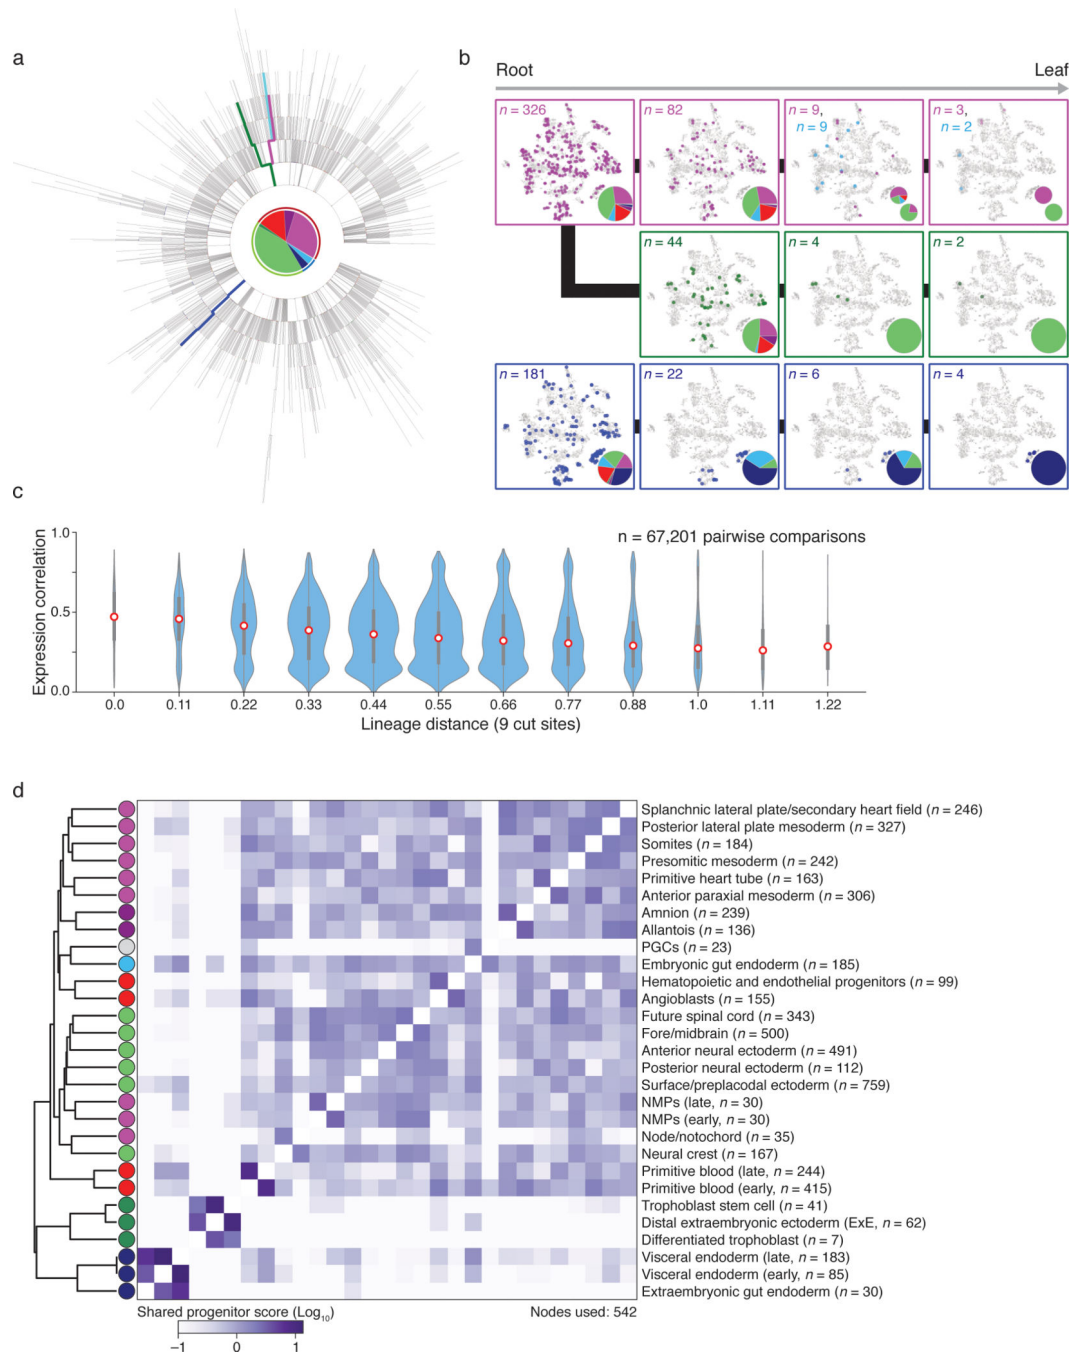 a
b
Root Leaf
n = 326
n = 82
n = 9,
n = 9
n = 3,
n = 2
n = 44
n = 4
n = 2
n = 181
n = 22
n = 6
n = 4
c
n = 67,201 pairwise comparisons
Expression correlation
1.0
0.5
0.0
0.0 0.11 0.22 0.33 0.44 0.55 0.66 0.77 0.88 1.0 1.11 1.22
Lineage distance (9 cut sites)
d
Splanchnic lateral plate/secondary heart field (n = 246)
Posterior lateral plate mesoderm (n = 327)
Somites (n = 184)
Presomitic mesoderm (n = 242)
Primitive heart tube (n = 163)
Anterior paraxial mesoderm (n = 306)
Amnion (n = 239)
Allantois (n = 136)
PGCs (n = 23)
Embryonic gut endoderm (n = 185)
Hematopoietic and endothelial progenitors (n = 99)
Angioblasts (n = 155)
Future spinal cord (n = 343)
Fore/midbrain (n = 500)
Anterior neural ectoderm (n = 491)
Posterior neural ectoderm (n = 112)
Surface/preplacodal ectoderm (n = 759)
NMPs (late, n = 30)
NMPs (early, n = 30)
Node/notochord (n = 35)
Neural crest (n = 167)
Primitive blood (late, n = 244)
Primitive blood (early, n = 415)
Trophoblast stem cell (n = 41)
Distal extraembryonic ectoderm (ExE, n = 62)
Differentiated trophoblast (n = 7)
Visceral endoderm (late, n = 183)
Visceral endoderm (early, n = 85)
Extraembryonic gut endoderm (n = 30)
Shared progenitor score (Log10) Nodes used: 542
−1 0 1